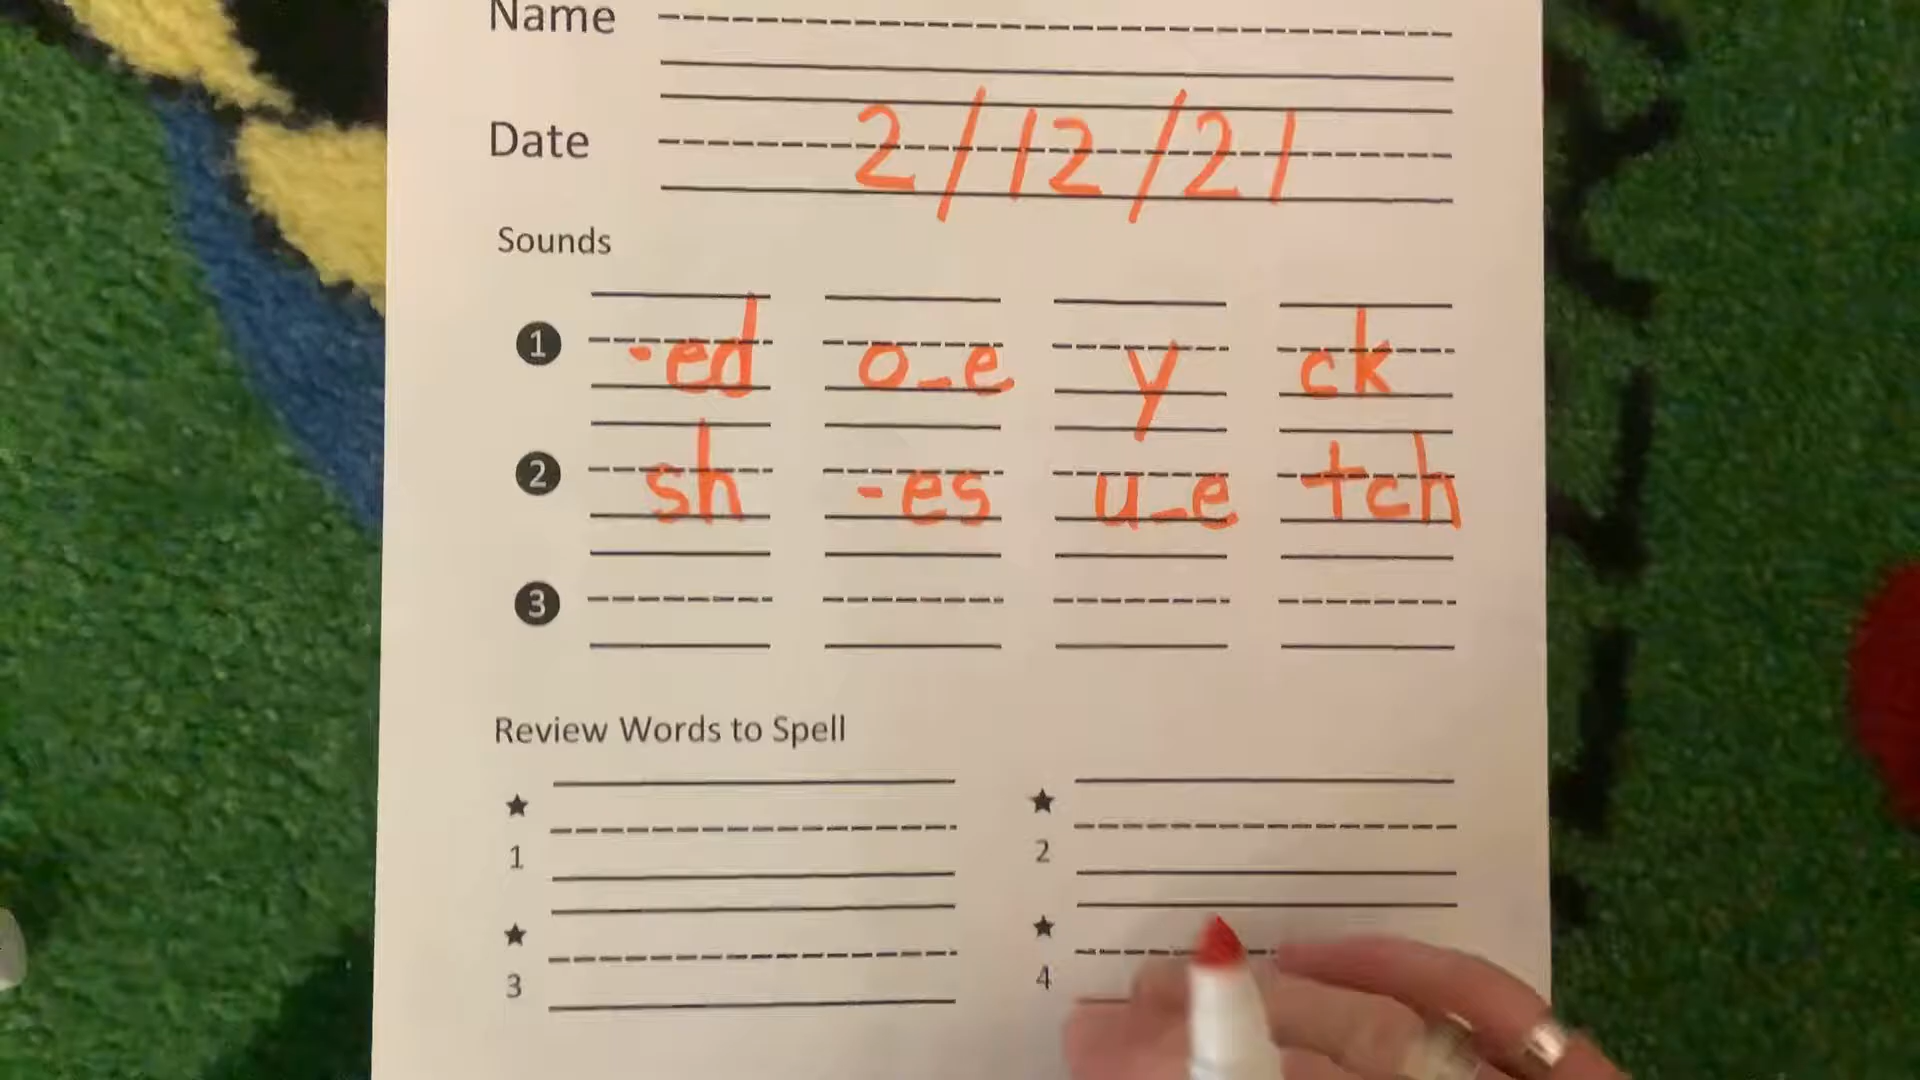 Name
Date 2/12/21
Sounds
1 -ed o_e y ck
2 sh -es u_e tch
3
Review Words to Spell
★ 1 ★ 2
★ 3 ★ 4